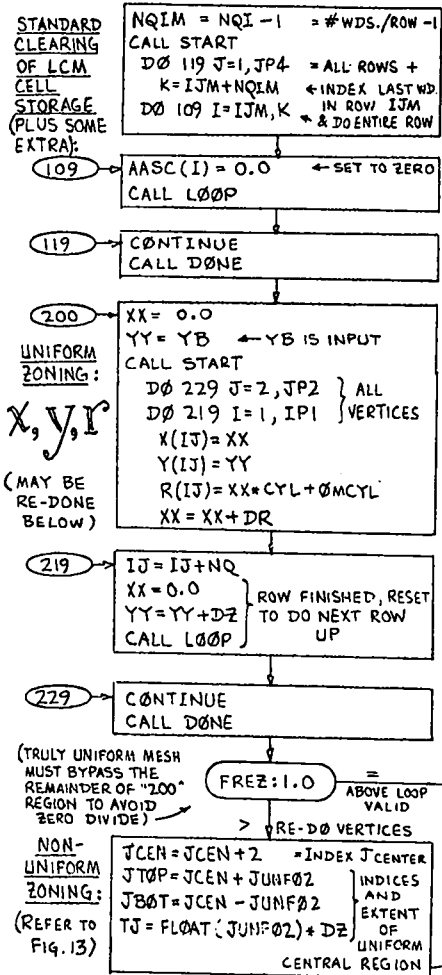 STANDARD
CLEARING
OF LCM
CELL
STORAGE
(PLUS SOME
EXTRA):
NQIM = NQI -1 = # WDS./ROW -1
CALL START
DØ 119 J=1,JP4 = ALL ROWS +
K=IJM+NQIM ←INDEX LAST WD.
IN ROW IJM
DØ 109 I=IJM,K ← & DO ENTIRE ROW
109
AASC(I) = 0.0 ← SET TO ZERO
CALL LØØP
119
CØNTINUE
CALL DØNE
200
UNIFORM
ZONING:
x, y, r
(MAY BE
RE-DONE
BELOW)
XX= 0.0
YY= YB ← YB IS INPUT
CALL START
DØ 229 J=2,JP2 } ALL
DØ 219 I=1,IP1 } VERTICES
X(IJ)=XX
Y(IJ)=YY
R(IJ)=XX*CYL+ØMCYL
XX=XX+DR
219
IJ=IJ+NQ
XX=0.0
YY=YY+DZ
CALL LØØP
ROW FINISHED, RESET
TO DO NEXT ROW
UP
229
CØNTINUE
CALL DØNE
(TRULY UNIFORM MESH
MUST BYPASS THE
REMAINDER OF "200"
REGION TO AVOID
ZERO DIVIDE)
FREZ:1.0
=
ABOVE LOOP
VALID
> RE-DØ VERTICES
NON-
UNIFORM
ZONING:
(REFER TO
FIG. 13)
JCEN=JCEN+2 =INDEX JCENTER
JTØP=JCEN+JUNFØ2
JBØT=JCEN-JUNFØ2
TJ=FLØAT(JUNFØ2)*DZ
INDICES
AND
EXTENT
OF
UNIFORM
CENTRAL REGION